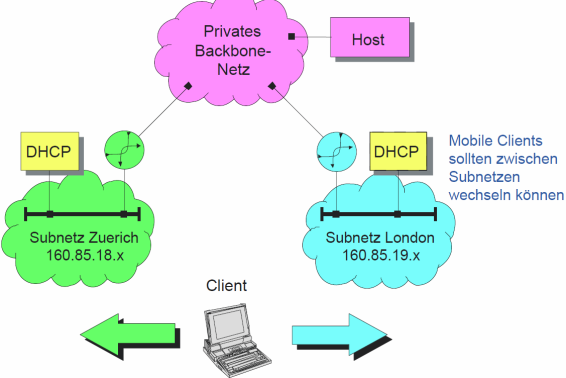 Privates
Backbone-
Netz
Host
DHCP
DHCP
Mobile Clients
sollten zwischen
Subnetzen
wechseln können
Subnetz Zuerich
160.85.18.x
Subnetz London
160.85.19.x
Client